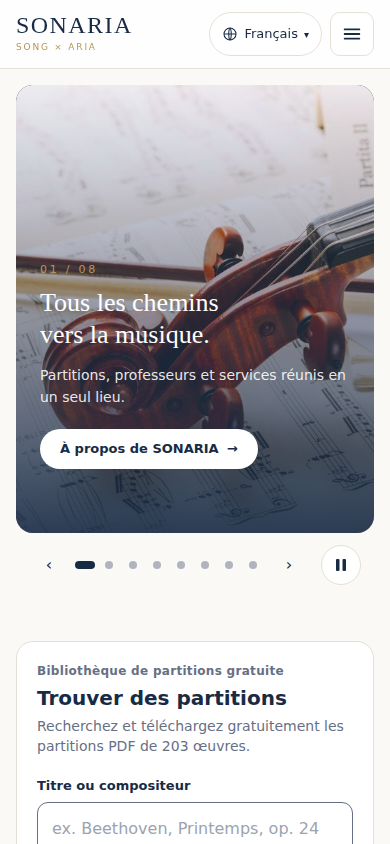 SONARIA
SONG × ARIA
Français ▾
Partita II
01 / 08
Tous les chemins
vers la musique.
Partitions, professeurs et services réunis en
un seul lieu.
À propos de SONARIA →
Bibliothèque de partitions gratuite
Trouver des partitions
Recherchez et téléchargez gratuitement les
partitions PDF de 203 œuvres.
Titre ou compositeur
ex. Beethoven, Printemps, op. 24